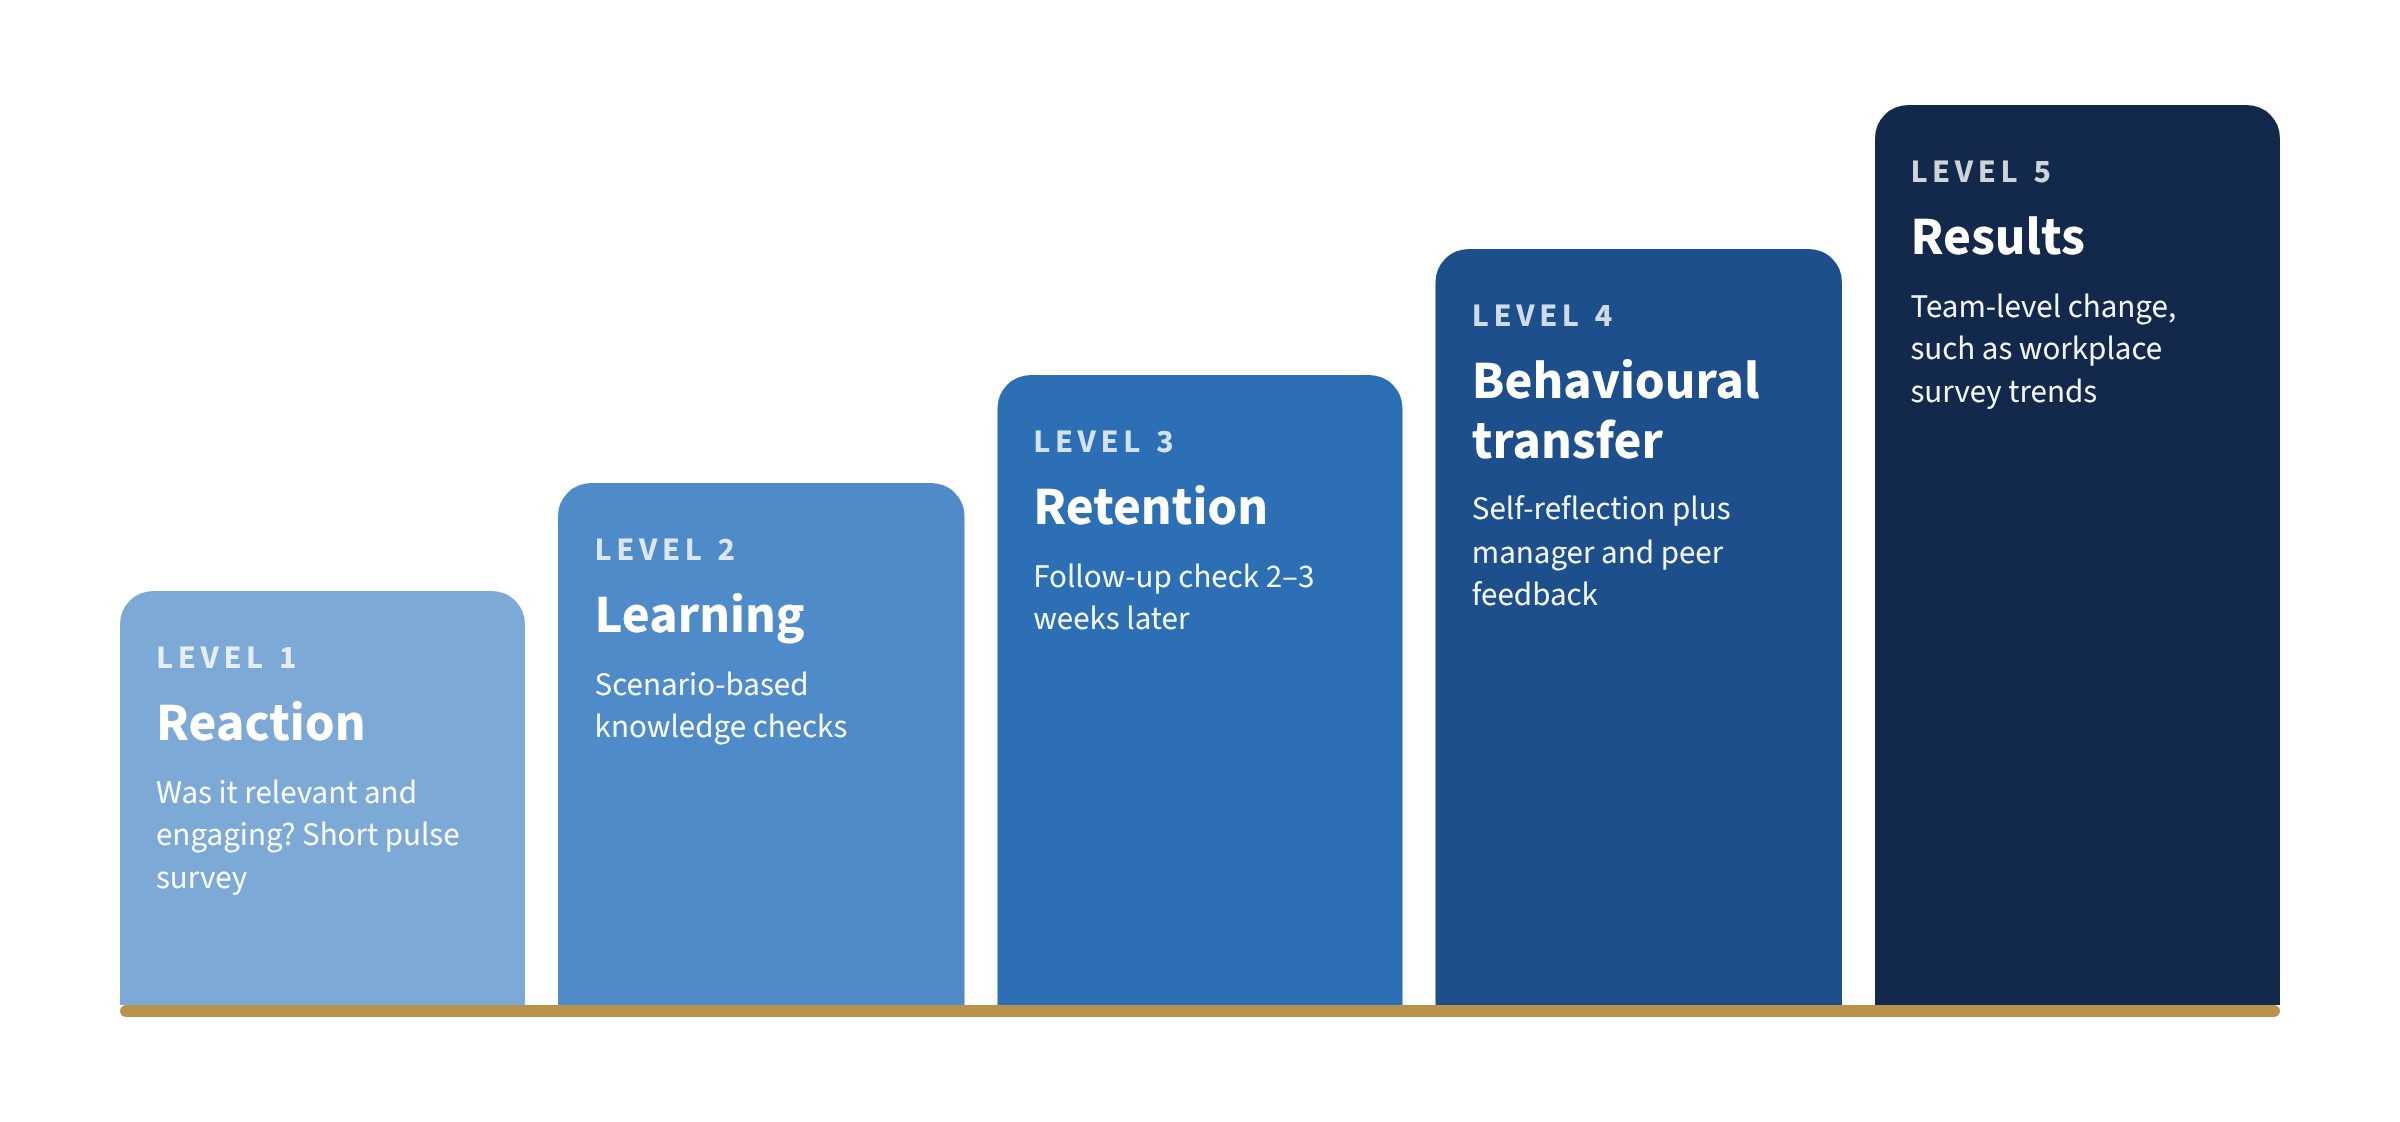 LEVEL 1
Reaction
Was it relevant and
engaging? Short pulse
survey
LEVEL 2
Learning
Scenario-based
knowledge checks
LEVEL 3
Retention
Follow-up check 2–3
weeks later
LEVEL 4
Behavioural
transfer
Self-reflection plus
manager and peer
feedback
LEVEL 5
Results
Team-level change,
such as workplace
survey trends